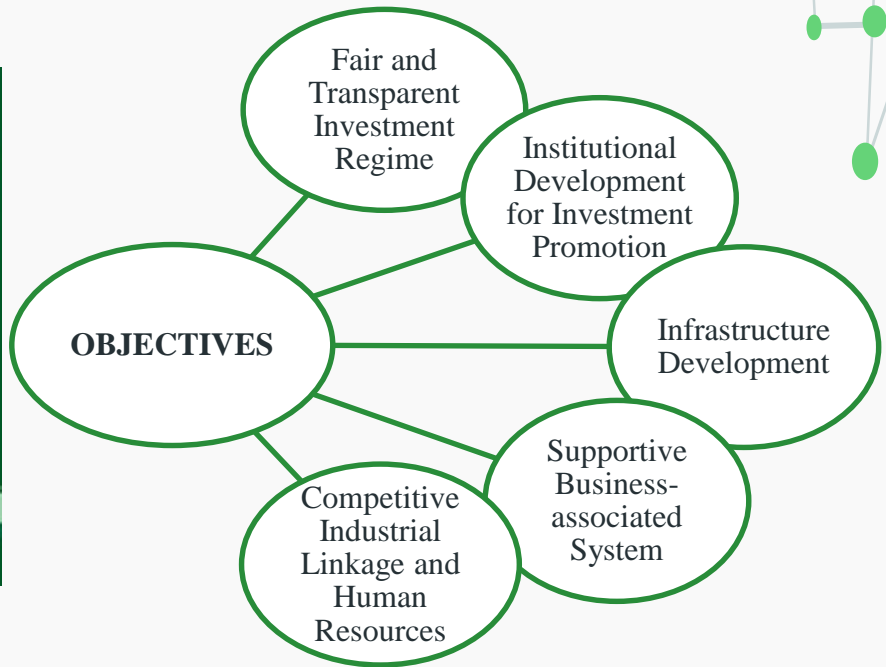 Fair and
Transparent
Investment
Regime
Institutional
Development
for Investment
Promotion
OBJECTIVES
Infrastructure
Development
Supportive
Business-
associated
System
Competitive
Industrial
Linkage and
Human
Resources